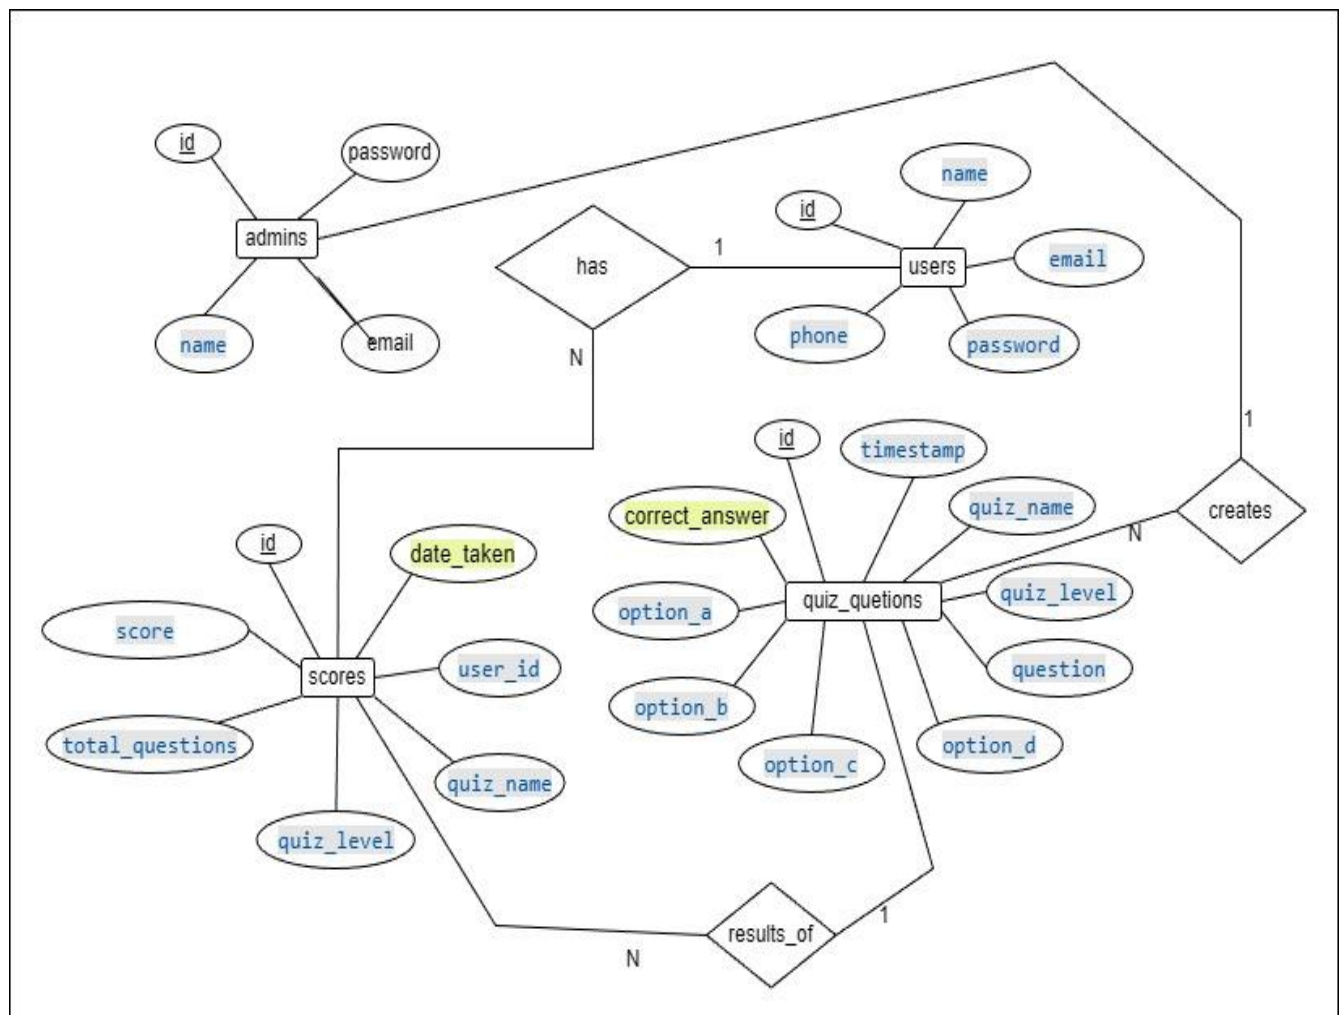 id
password
admins
name
email
has
1
N
id
name
users
email
phone
password
1
creates
N
id
timestamp
correct_answer
quiz_name
quiz_quetions
quiz_level
option_a
question
option_b
option_c
option_d
id
date_taken
score
scores
user_id
total_questions
quiz_name
quiz_level
results_of
1
N